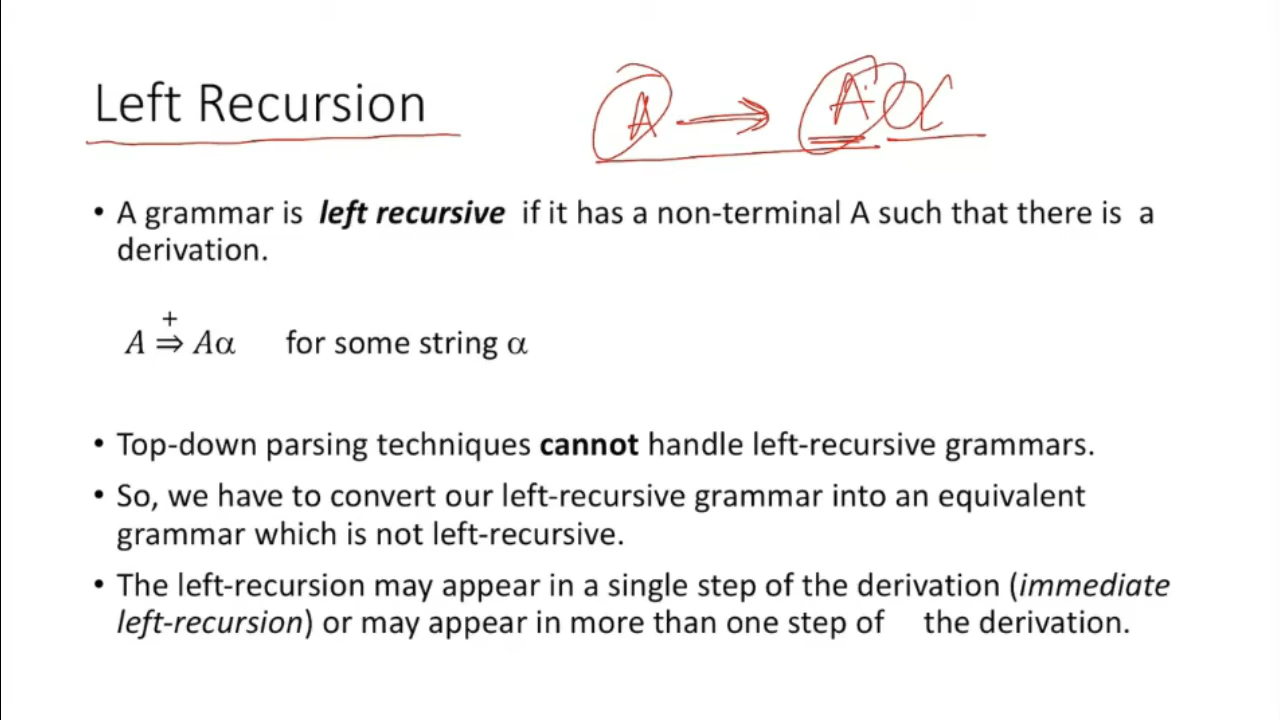 Left Recursion
A → Aα
• A grammar is left recursive if it has a non-terminal A such that there is a
derivation.
+
A ⇒ Aα for some string α
• Top-down parsing techniques cannot handle left-recursive grammars.
• So, we have to convert our left-recursive grammar into an equivalent
grammar which is not left-recursive.
• The left-recursion may appear in a single step of the derivation (immediate
left-recursion) or may appear in more than one step of the derivation.